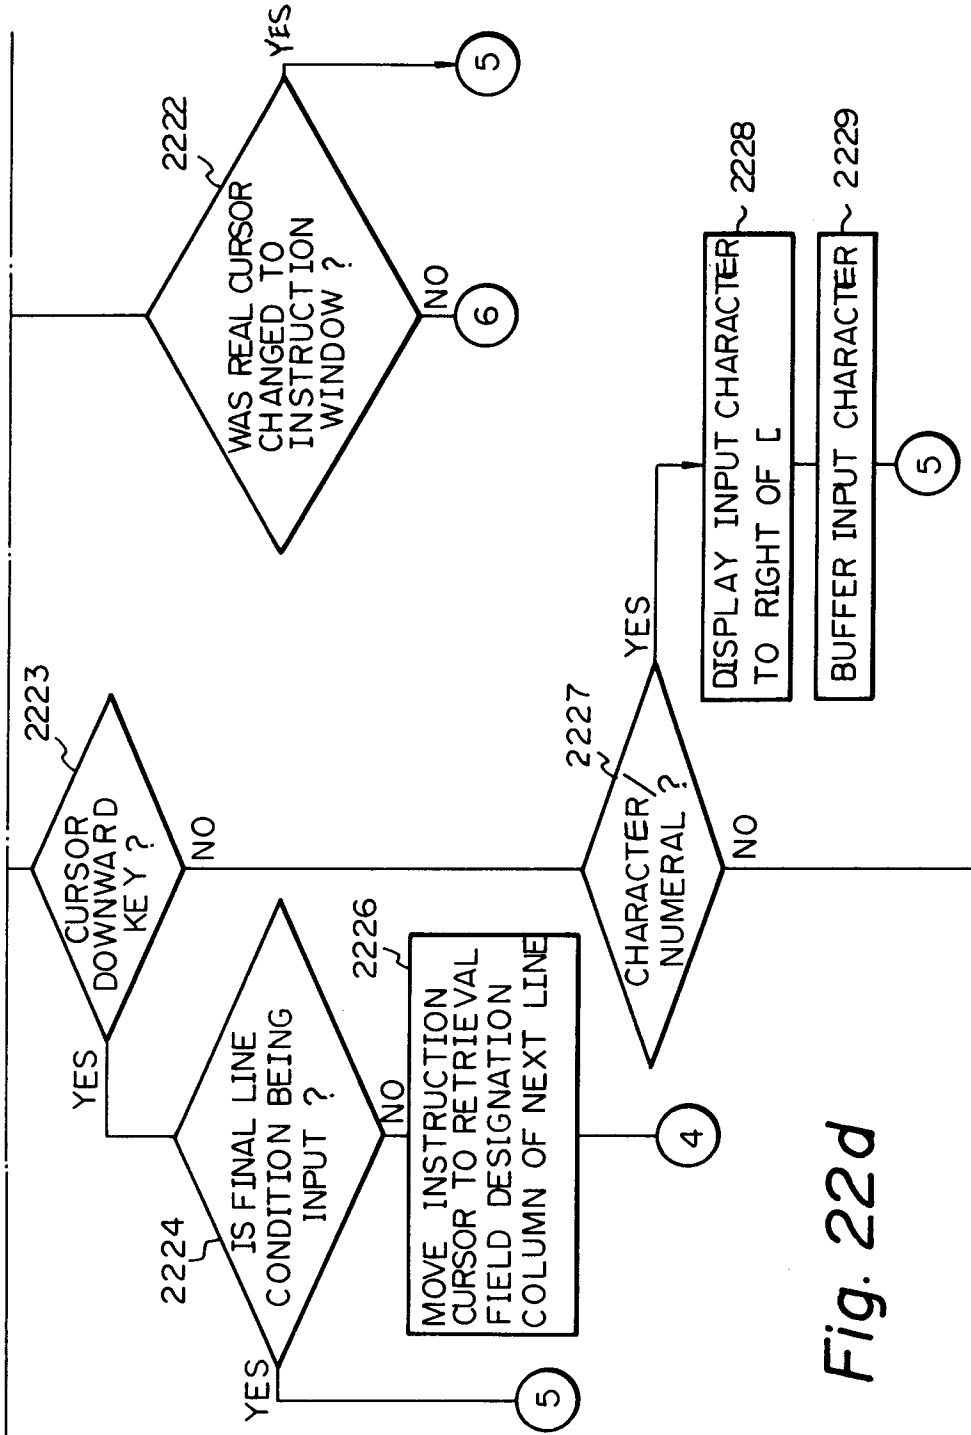 CURSOR
DOWNWARD
KEY ?
2223
YES
NO
WAS REAL CURSOR
CHANGED TO
INSTRUCTION
WINDOW ?
2222
YES
5
NO
6
2224
IS FINAL LINE
CONDITION BEING
INPUT ?
YES
5
NO
2226
MOVE INSTRUCTION
CURSOR TO RETRIEVAL
FIELD DESIGNATION
COLUMN OF NEXT LINE
4
CHARACTER/
NUMERAL ?
2227
YES
NO
DISPLAY INPUT CHARACTER
TO RIGHT OF [
2228
BUFFER INPUT CHARACTER
2229
5
Fig. 22d